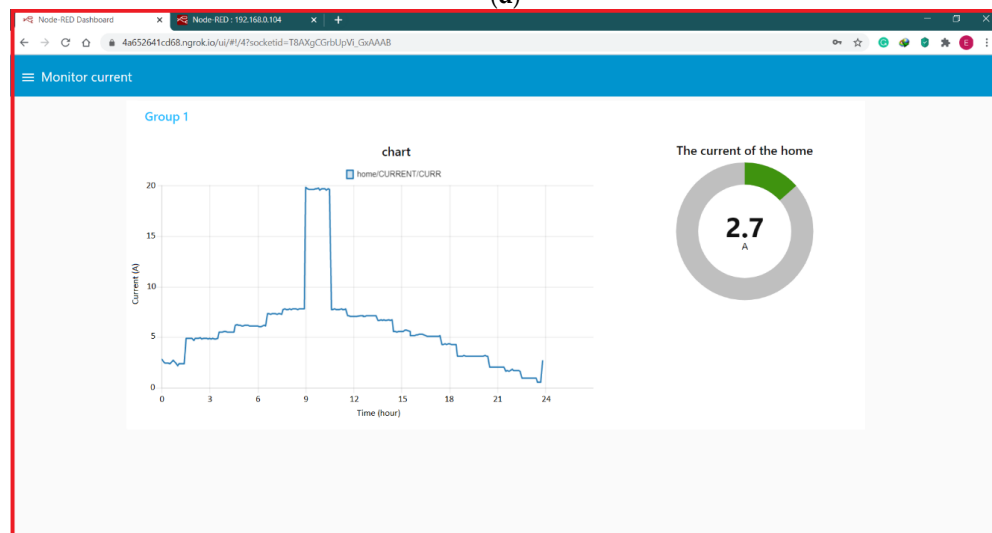 (a)
Node-RED Dashboard
Node-RED : 192.168.0.104
4a652641cd68.ngrok.io/ui/#!/4?socketid=T8AXgCGrbUpVi_GxAAAB
E
Monitor current
Group 1
chart
home/CURRENT/CURR
20
15
10
5
0
Current (A)
0 3 6 9 12 15 18 21 24
Time (hour)
The current of the home
2.7
A